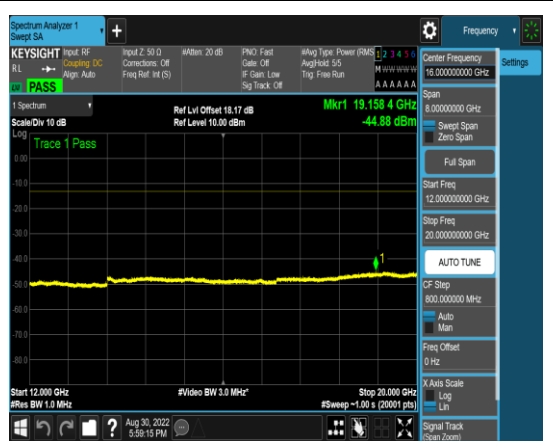 Spectrum Analyzer 1
Swept SA
Frequency
KEYSIGHT
Input: RF
Coupling: DC
Align: Auto
Input Z: 50 Ω
Corrections: Off
Freq Ref: Int (S)
#Atten: 20 dB
PNO: Fast
Gate: Off
IF Gain: Low
Sig Track: Off
#Avg Type: Power (RMS
Avg|Hold: 5/5
Trig: Free Run
1 2 3 4 5 6
M W W W W W
A A A A A A
RL
PASS
Center Frequency
16.000000000 GHz
Settings
Span
8.00000000 GHz
Swept Span
Zero Span
Full Span
Start Freq
12.000000000 GHz
Stop Freq
20.000000000 GHz
AUTO TUNE
CF Step
800.000000 MHz
Auto
Man
Freq Offset
0 Hz
X Axis Scale
Log
Lin
Signal Track
(Span Zoom)
1 Spectrum
Scale/Div 10 dB
Ref Lvl Offset 18.17 dB
Ref Level 10.00 dBm
Mkr1 19.158 4 GHz
-44.88 dBm
Log
Trace 1 Pass
0.00
-10.0
-20.0
-30.0
-40.0
-50.0
-60.0
-70.0
-80.0
1
Start 12.000 GHz
#Res BW 1.0 MHz
#Video BW 3.0 MHz*
Stop 20.000 GHz
#Sweep ~1.00 s (20001 pts)
?
Aug 30, 2022
5:59:15 PM